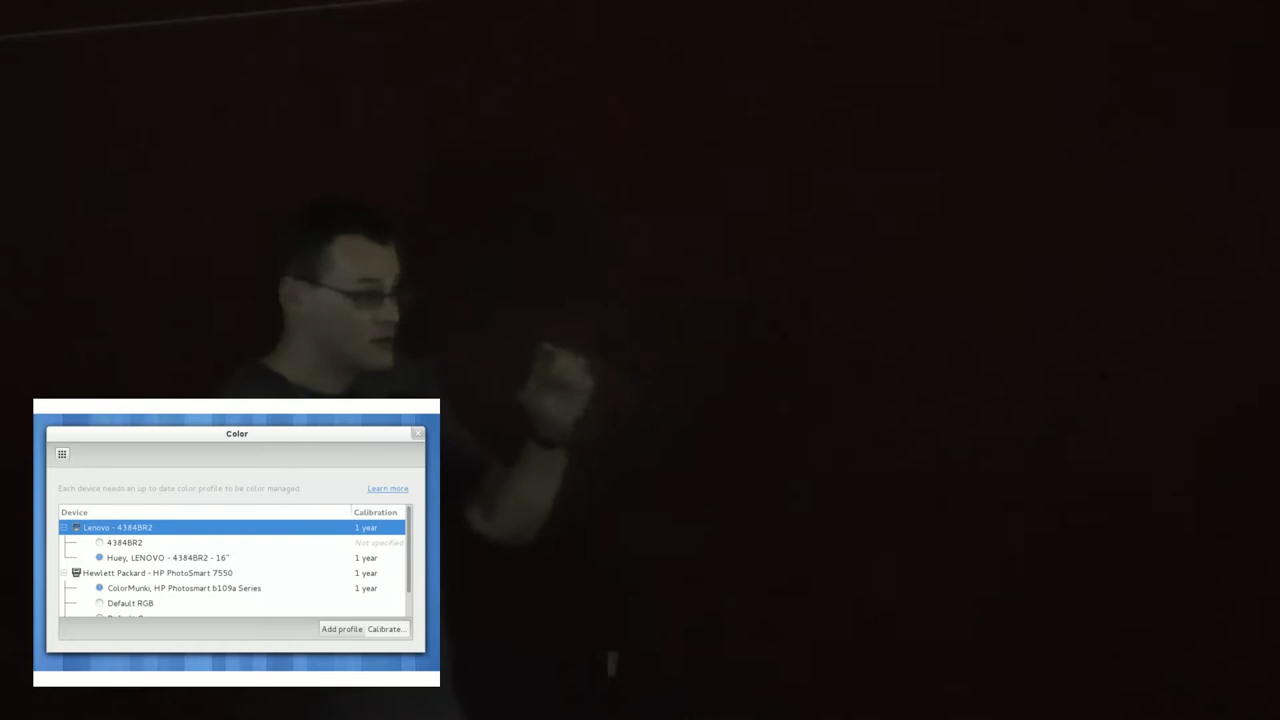 Color
Each device needs an up to date color profile to be color managed.
Learn more
Device Calibration
Lenovo - 4384BR2 1 year
4384BR2 Not specified
Huey, LENOVO - 4384BR2 - 16" 1 year
Hewlett Packard - HP PhotoSmart 7550
ColorMunki, HP Photosmart b109a Series 1 year
Default RGB
Add profile Calibrate...